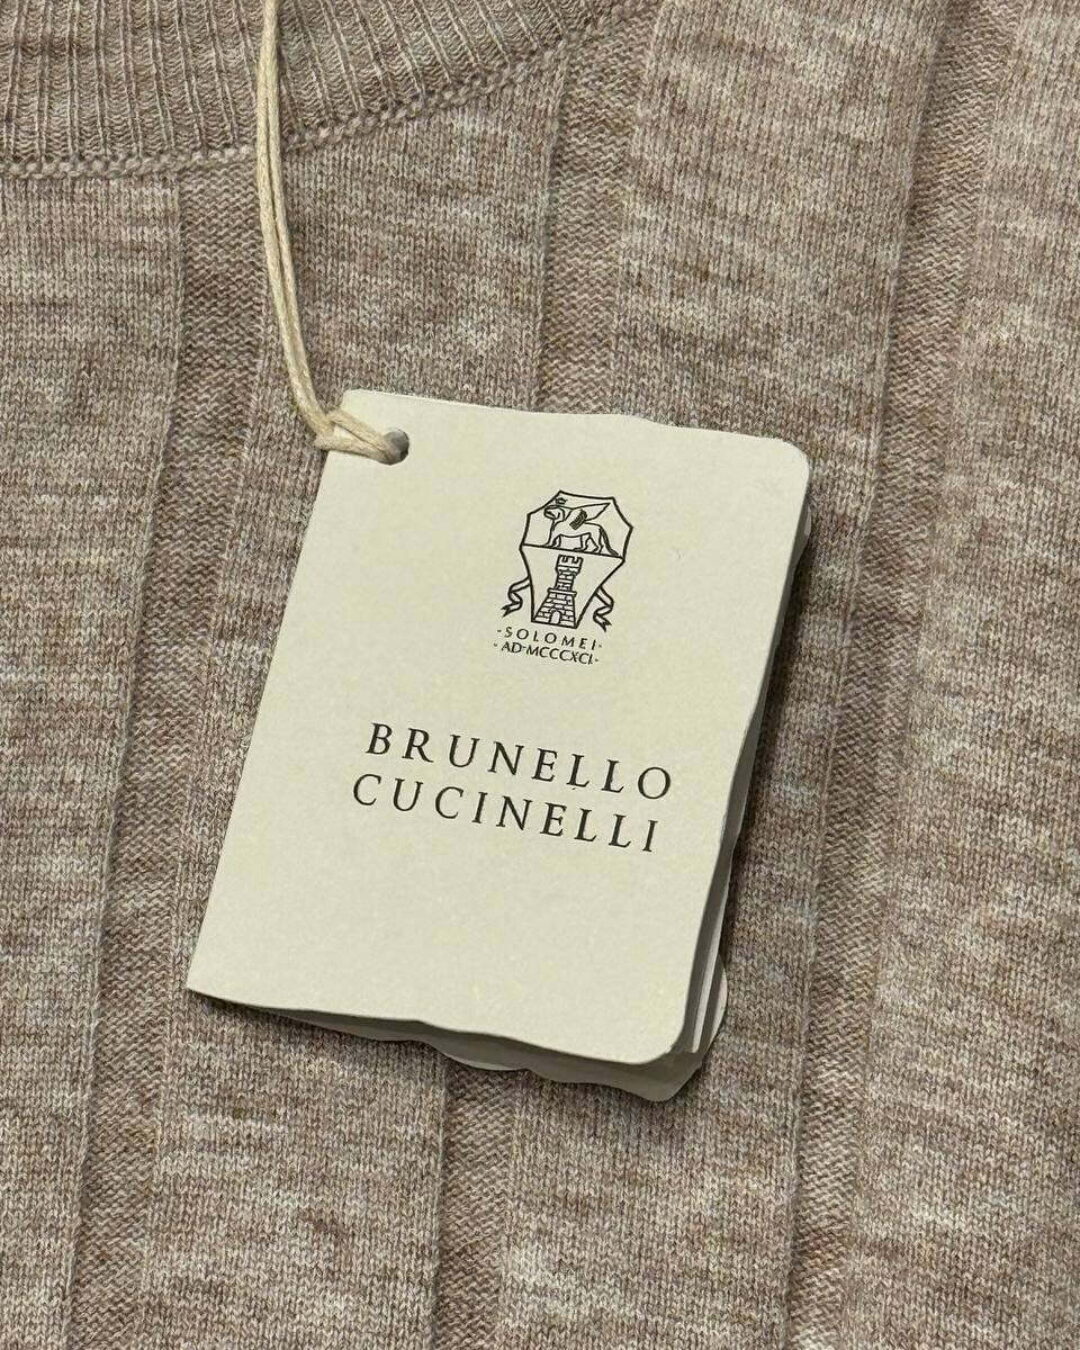 ·SOLOMEI·
·AD·MCCCXCI·
BRUNELLO
CUCINELLI